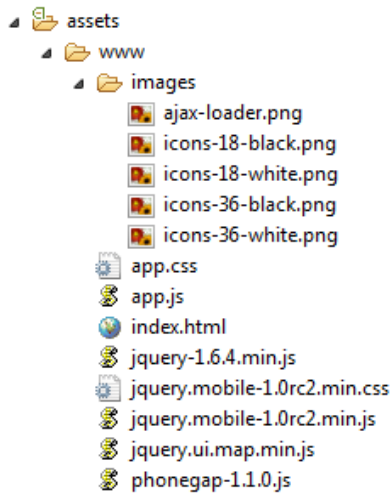 assets
www
images
ajax-loader.png
icons-18-black.png
icons-18-white.png
icons-36-black.png
icons-36-white.png
app.css
app.js
index.html
jquery-1.6.4.min.js
jquery.mobile-1.0rc2.min.css
jquery.mobile-1.0rc2.min.js
jquery.ui.map.min.js
phonegap-1.1.0.js